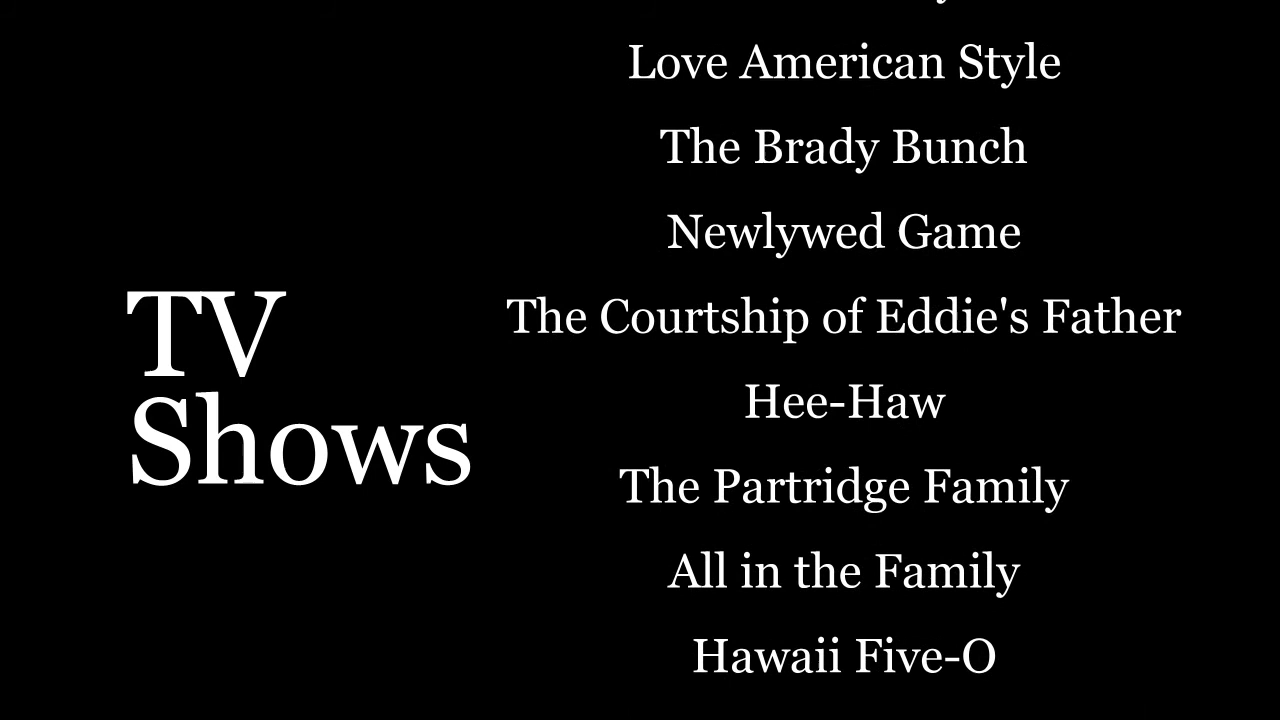 TV
Shows
Love American Style
The Brady Bunch
Newlywed Game
The Courtship of Eddie's Father
Hee-Haw
The Partridge Family
All in the Family
Hawaii Five-O